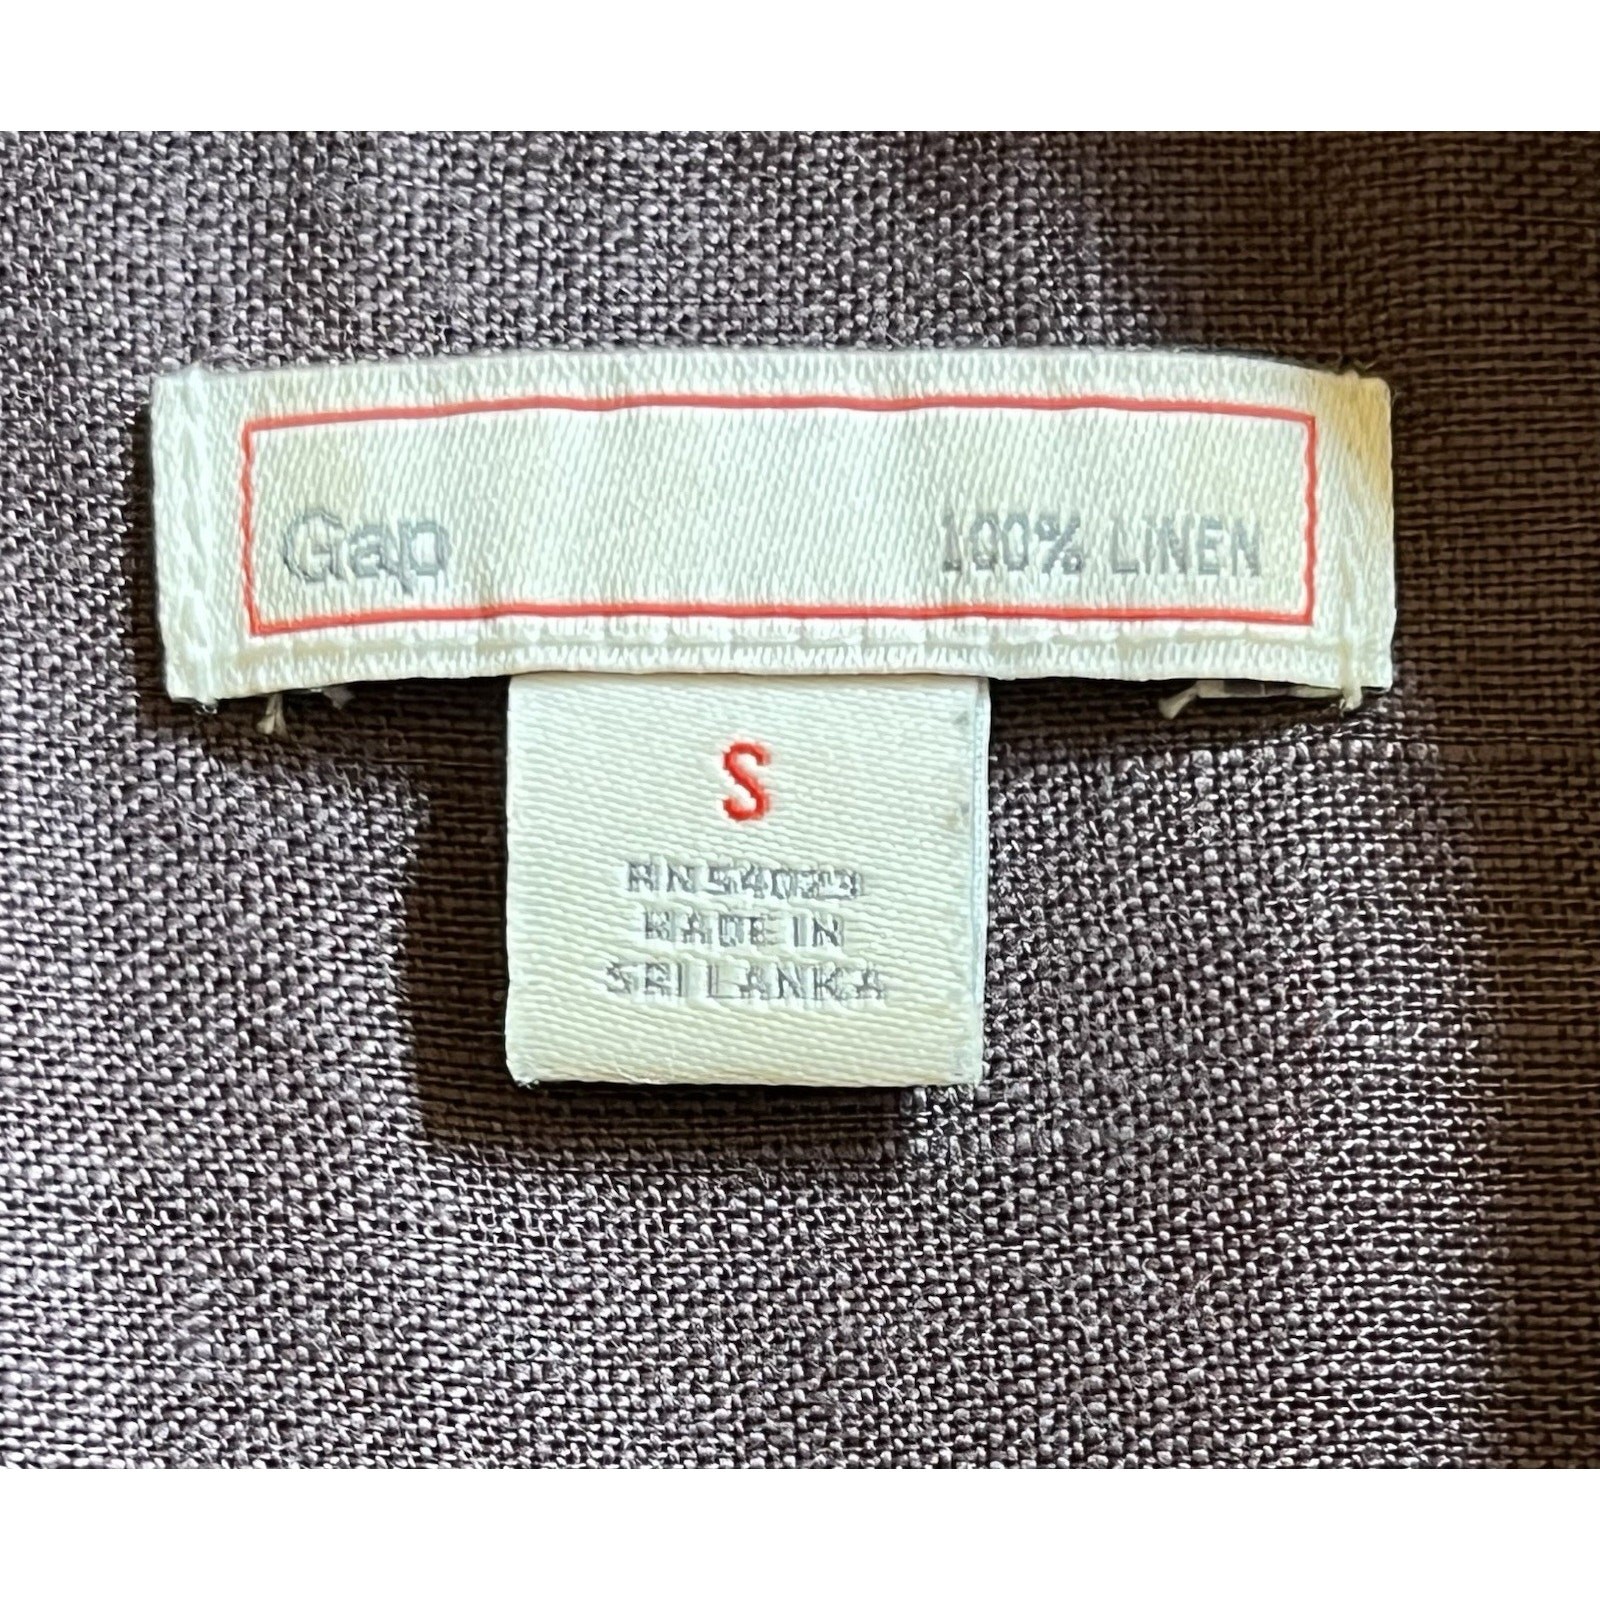 Gap 100% LINEN
S
RN 54023
MADE IN
SRI LANKA